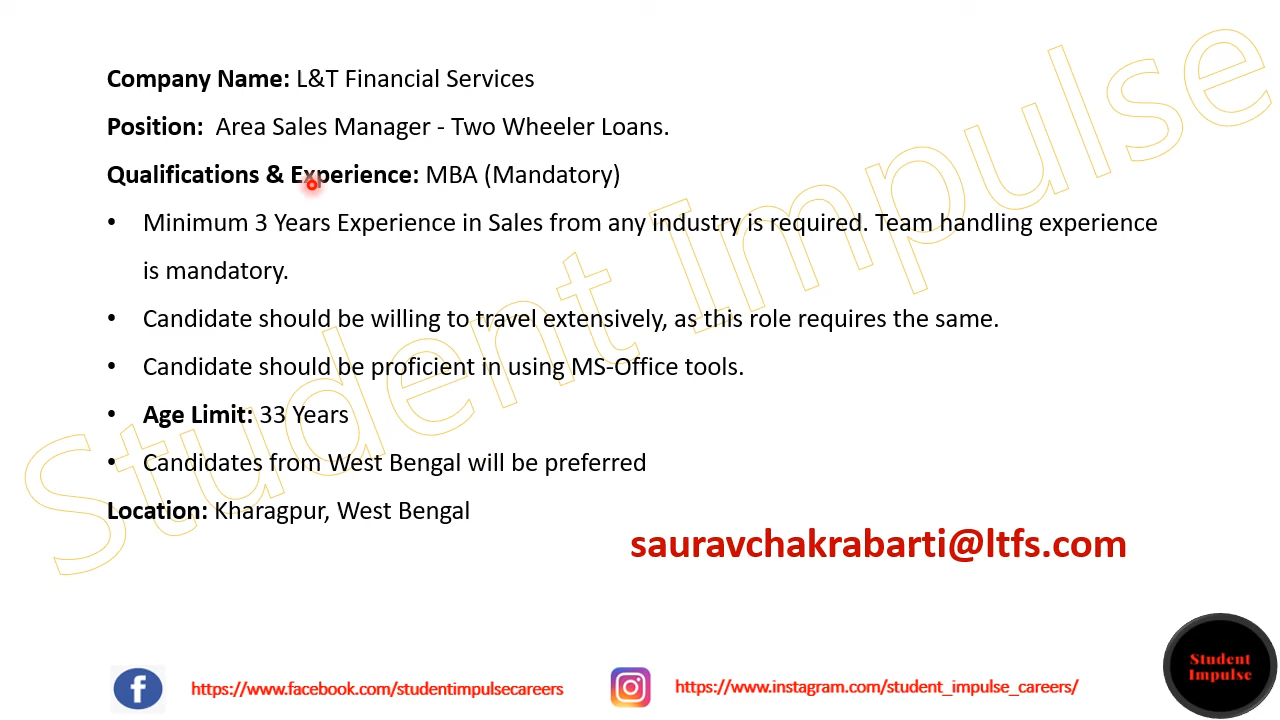 Company Name: L&T Financial Services
Position: Area Sales Manager - Two Wheeler Loans.
Qualifications & Experience: MBA (Mandatory)
• Minimum 3 Years Experience in Sales from any industry is required. Team handling experience
is mandatory.
• Candidate should be willing to travel extensively, as this role requires the same.
• Candidate should be proficient in using MS-Office tools.
• Age Limit: 33 Years
• Candidates from West Bengal will be preferred
Location: Kharagpur, West Bengal
sauravchakrabarti@ltfs.com
Student Impulse
https://www.facebook.com/studentimpulsecareers
https://www.instagram.com/student_impulse_careers/
Student
Impulse